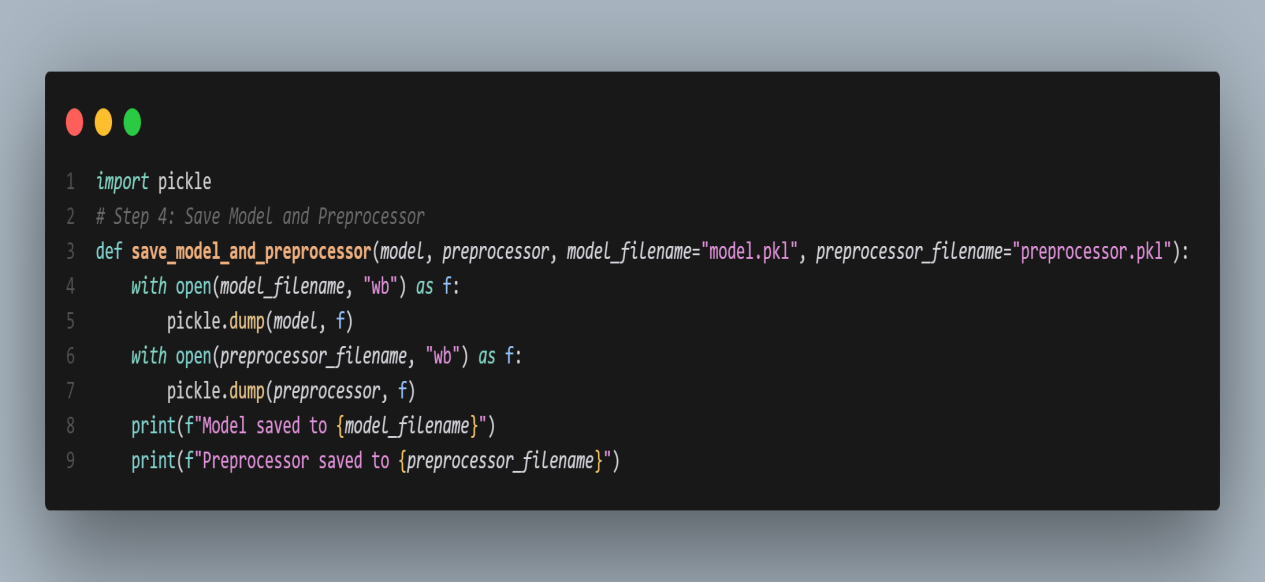 1 import pickle
2 # Step 4: Save Model and Preprocessor
3 def save_model_and_preprocessor(model, preprocessor, model_filename="model.pkl", preprocessor_filename="preprocessor.pkl"):
4     with open(model_filename, "wb") as f:
5         pickle.dump(model, f)
6     with open(preprocessor_filename, "wb") as f:
7         pickle.dump(preprocessor, f)
8     print(f"Model saved to {model_filename}")
9     print(f"Preprocessor saved to {preprocessor_filename}")